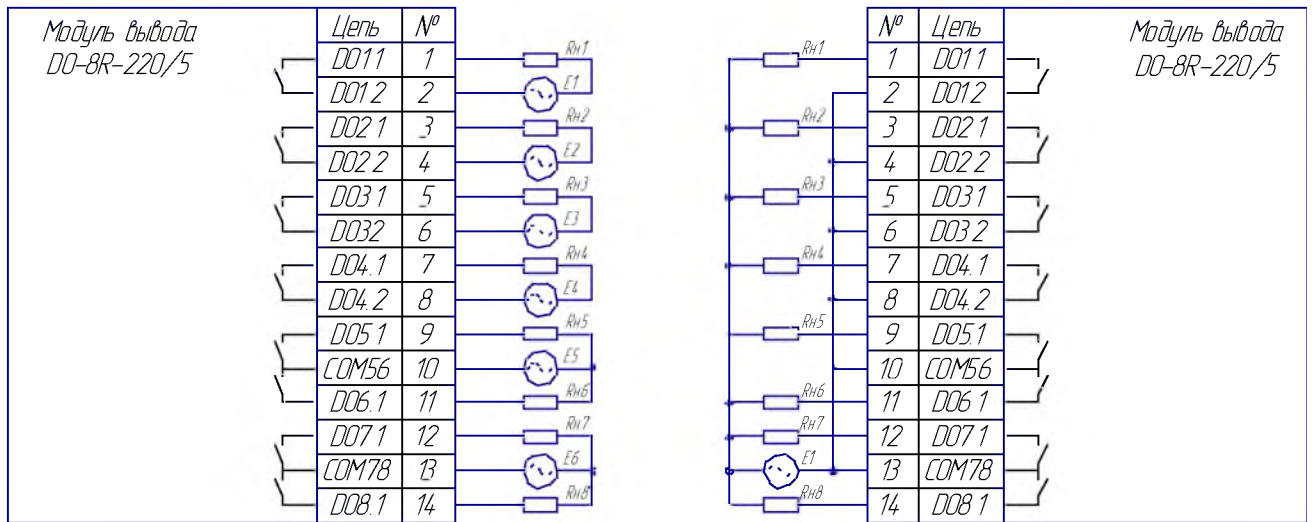 Модуль вывода
DO-8R-220/5
Цепь № 
DO1.1 1 Rн1
DO1.2 2 E1
DO2.1 3 Rн2
DO2.2 4 E2
DO3.1 5 Rн3
DO3.2 6 E3
DO4.1 7 Rн4
DO4.2 8 E4
DO5.1 9 Rн5
COM56 10 E5
DO6.1 11 Rн6
DO7.1 12 Rн7
COM78 13 E6
DO8.1 14 Rн8
№ Цепь
Rн1 1 DO1.1
2 DO1.2
Rн2 3 DO2.1
4 DO2.2
Rн3 5 DO3.1
6 DO3.2
Rн4 7 DO4.1
8 DO4.2
Rн5 9 DO5.1
10 COM56
Rн6 11 DO6.1
Rн7 12 DO7.1
E1 13 COM78
Rн8 14 DO8.1
Модуль вывода
DO-8R-220/5